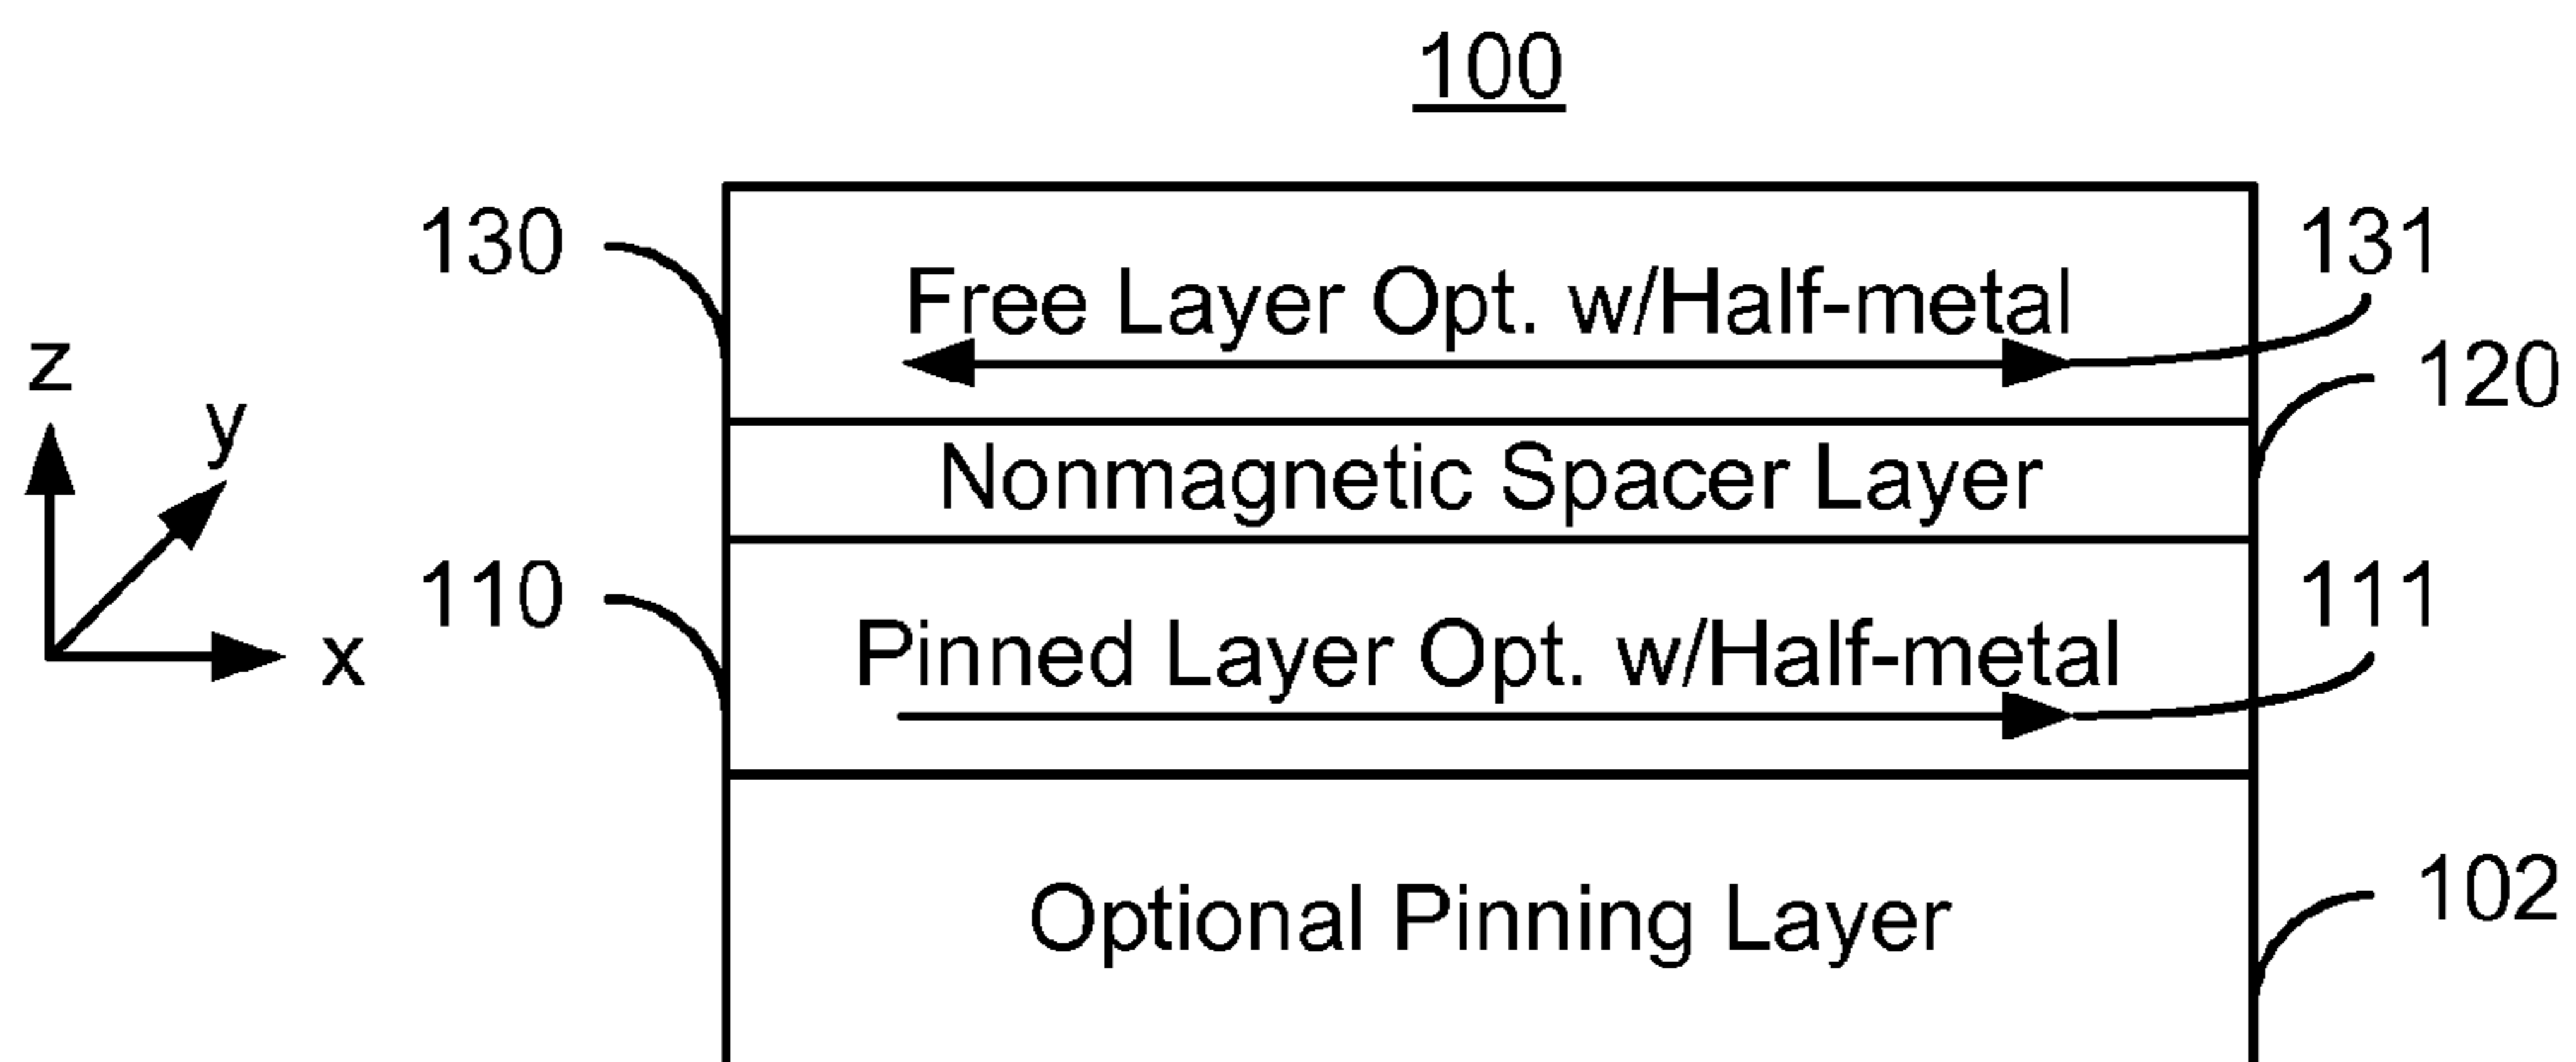 100
130
Free Layer Opt. w/Half-metal
131
z
y
Nonmagnetic Spacer Layer
120
110
Pinned Layer Opt. w/Half-metal
111
x
Optional Pinning Layer
102